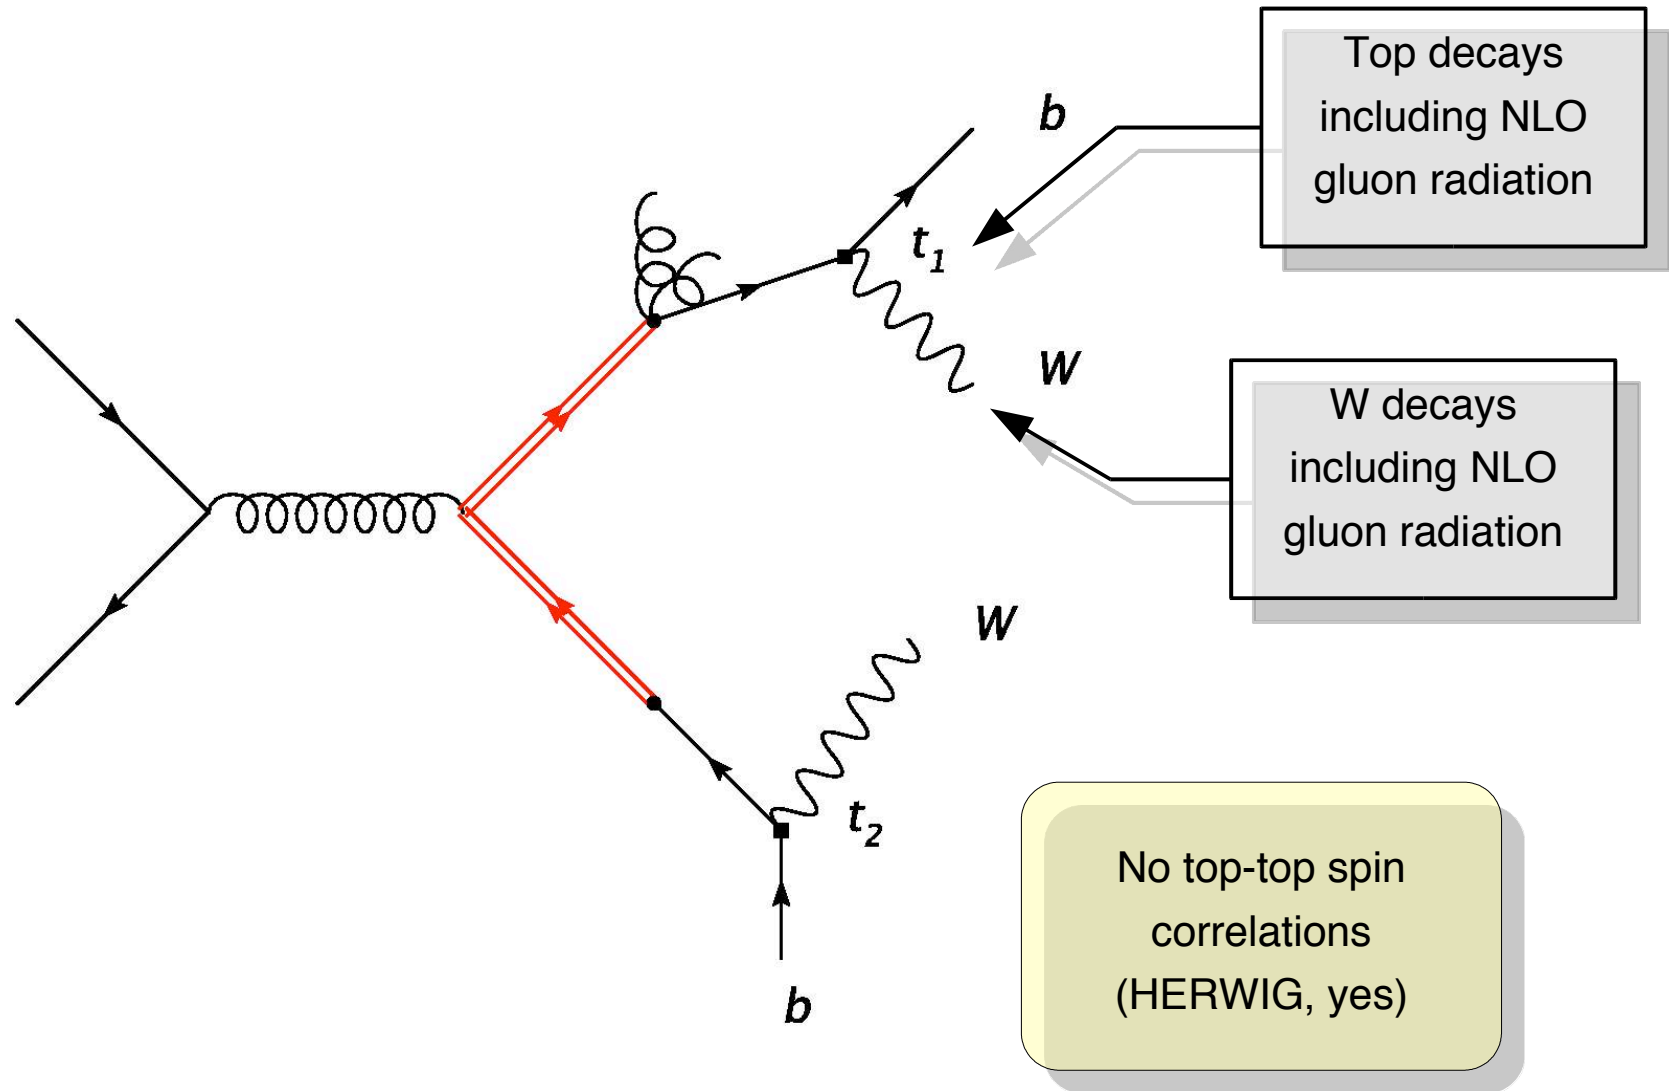 Top decays
including NLO
gluon radiation
b
t1
W
W decays
including NLO
gluon radiation
W
t2
No top-top spin
correlations
(HERWIG, yes)
b